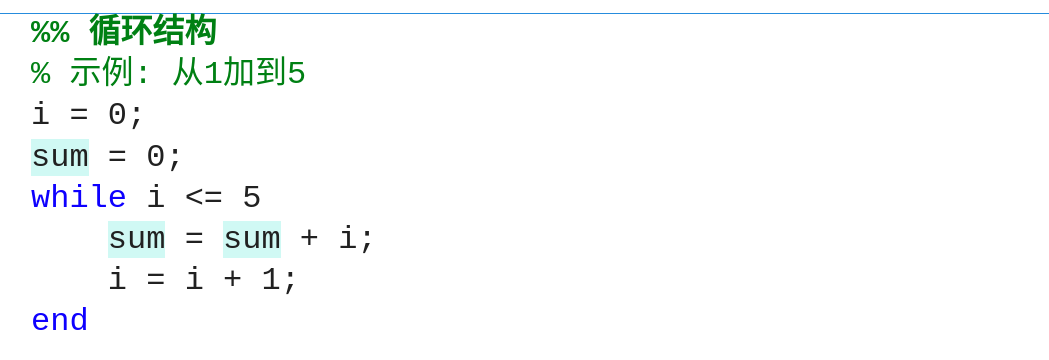 %% 循环结构
% 示例: 从1加到5
i = 0;
sum = 0;
while i <= 5
    sum = sum + i;
    i = i + 1;
end